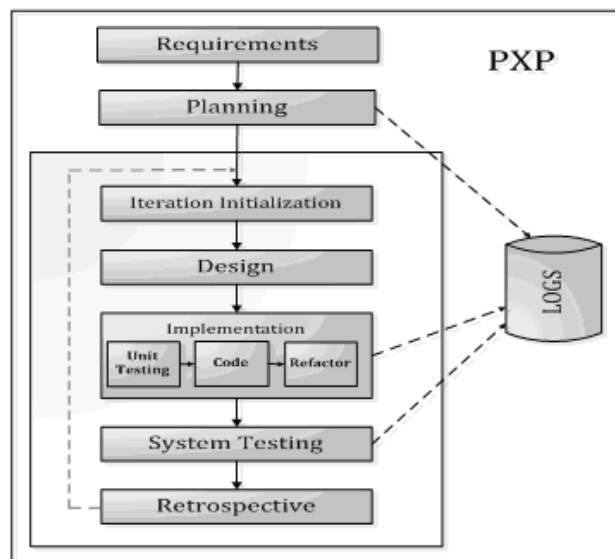 Requirements
PXP
Planning
Iteration Initialization
Design
LOGS
Implementation
Unit
Testing
Code
Refactor
System Testing
Retrospective